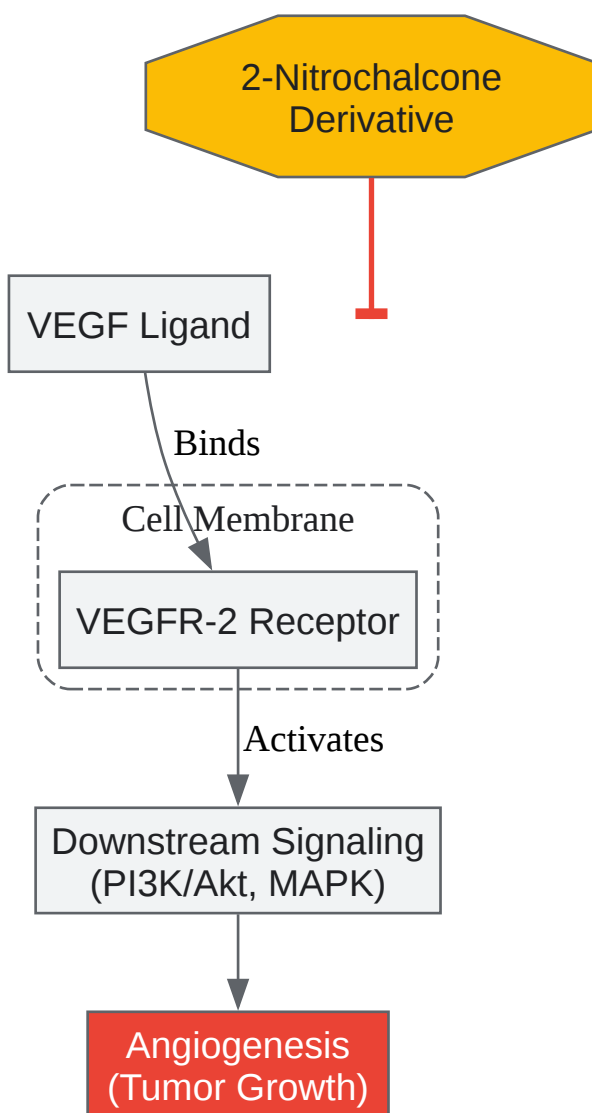 2-Nitrochalcone
Derivative
VEGF Ligand
Binds
Cell Membrane
VEGFR-2 Receptor
Activates
Downstream Signaling
(PI3K/Akt, MAPK)
Angiogenesis
(Tumor Growth)